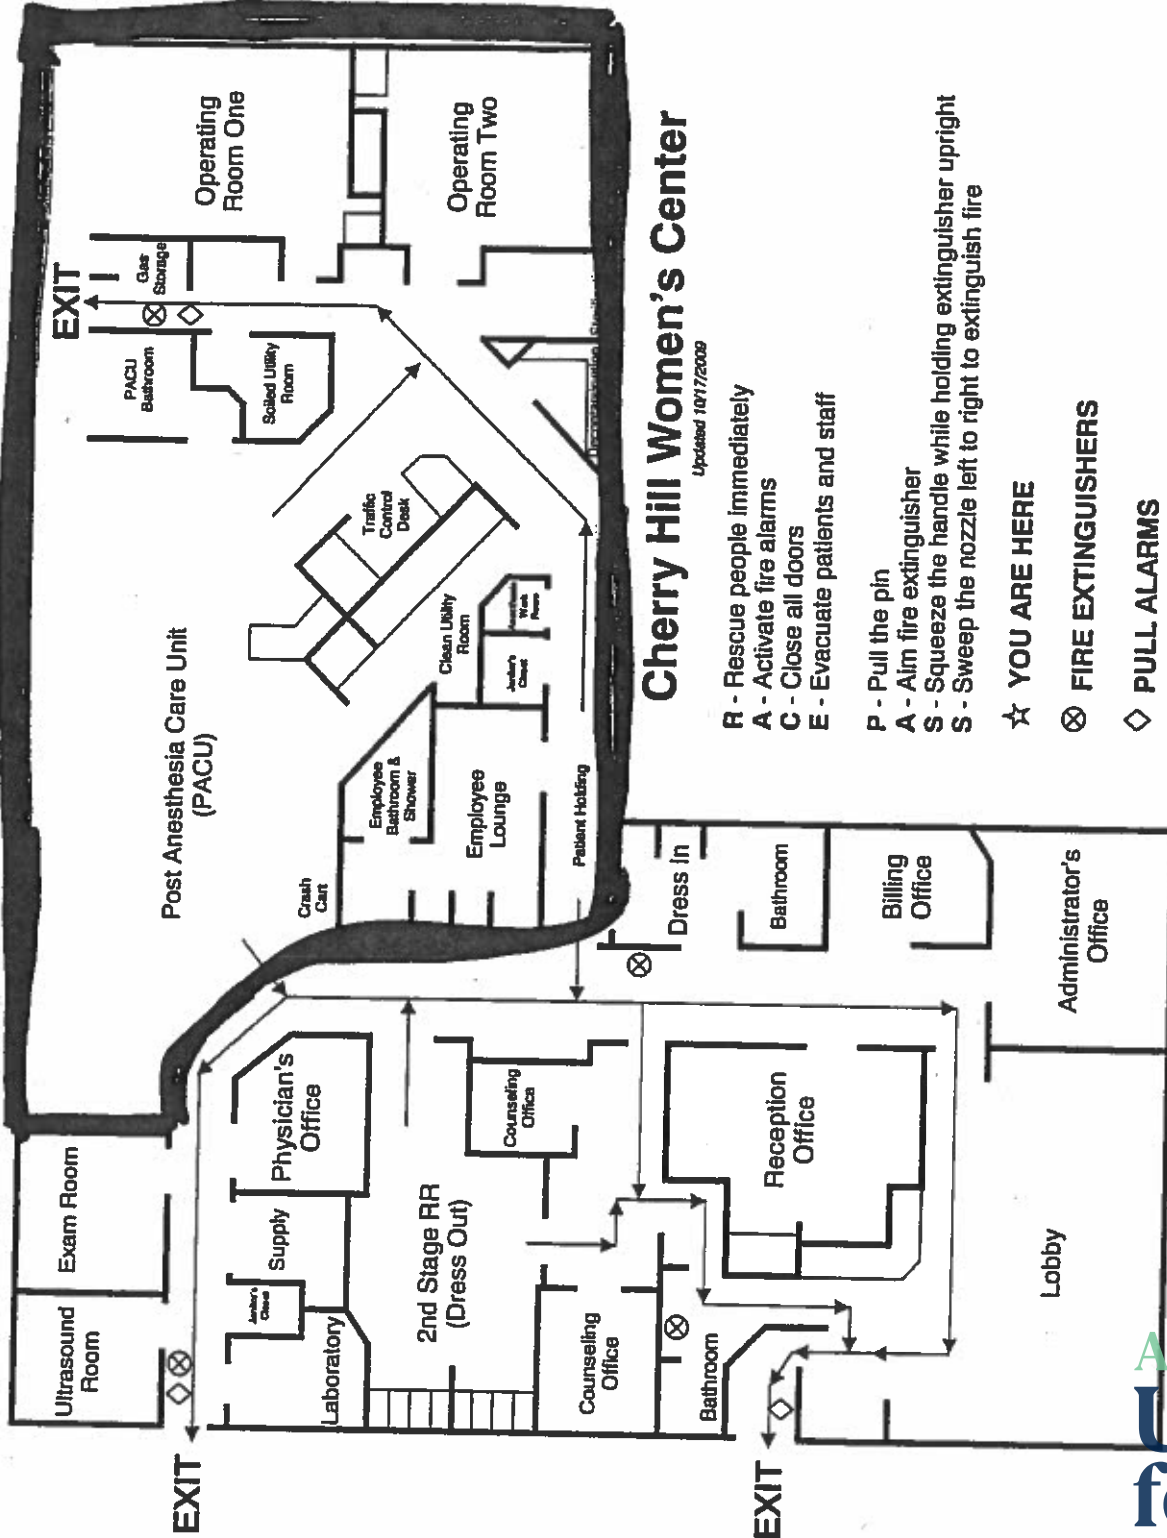 Operating
Room One
Operating
Room Two
EXIT
Gas
Storage
PACU
Bathroom
Soiled Utility
Room
Traffic
Control
Desk
Post Anesthesia Care Unit
(PACU)
Clean Utility
Room
Janitor's
Closet
Work
Room
Employee
Bathroom &
Shower
Employee
Lounge
Crash
Cart
Patient Holding
Cherry Hill Women's Center
Updated 10/17/2009
R - Rescue people immediately
A - Activate fire alarms
C - Close all doors
E - Evacuate patients and staff
P - Pull the pin
A - Aim fire extinguisher
S - Squeeze the handle while holding extinguisher upright
S - Sweep the nozzle left to right to extinguish fire
☆ YOU ARE HERE
⊗ FIRE EXTINGUISHERS
◇ PULL ALARMS
Dress In
Bathroom
Billing
Office
Administrator's
Office
Exam Room
Ultrasound
Room
Physician's
Office
Supply
Janitor's
Closet
Laboratory
2nd Stage RR
(Dress Out)
Counseling
Office
Counseling
Office
Bathroom
Reception
Office
Lobby
EXIT
EXIT